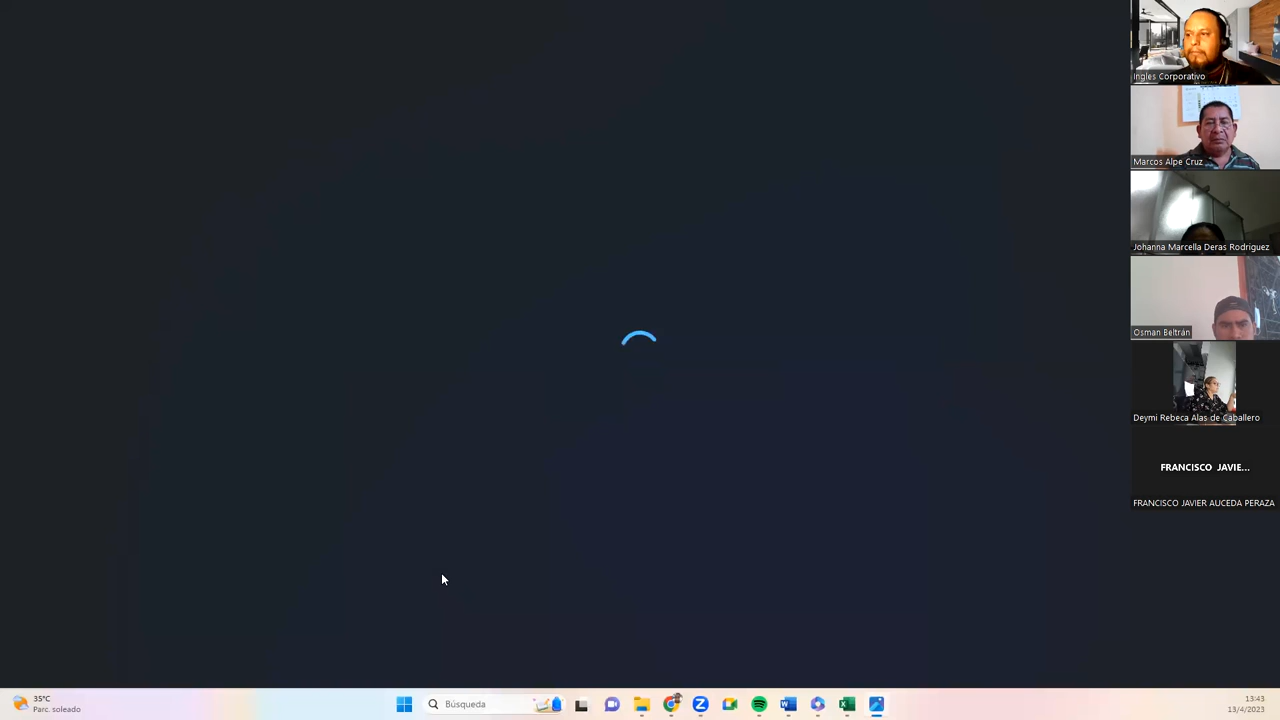 Ingles Corporativo
Marcos Alpe Cruz
Johanna Marcella Deras Rodriguez
Osman Beltrán
Deymi Rebeca Alas de Caballero
FRANCISCO JAVIE...
FRANCISCO JAVIER AUCEDA PERAZA
35°C
Parc. soleado
Búsqueda
13:43
13/4/2023